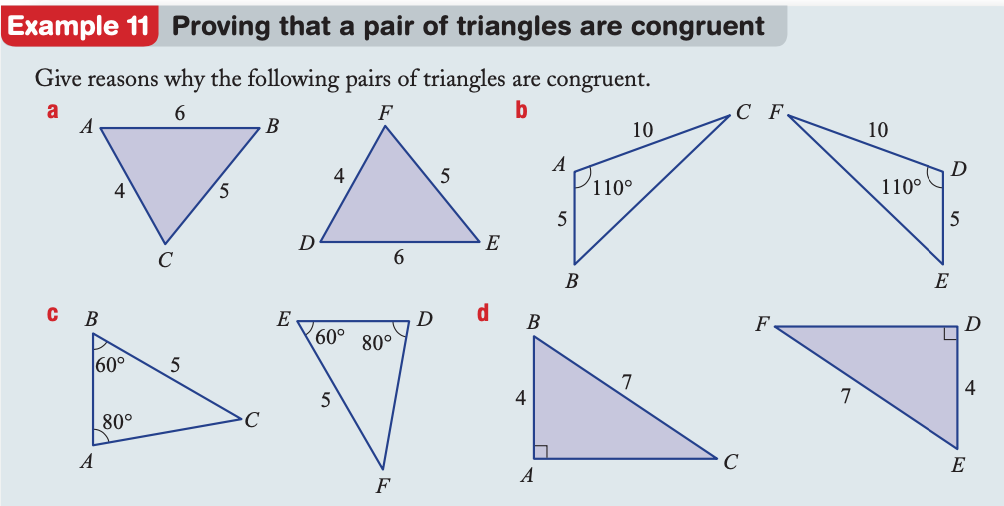 Example 11 Proving that a pair of triangles are congruent
Give reasons why the following pairs of triangles are congruent.
a
A 6 B
4 5
C
F
4 5
D E
6
b
C
10
A
110°
5
B
F
10
D
110°
5
E
c
B
60° 5
80° C
A
E D
60° 80°
5
F
d
B
4 7
A C
F D
7 4
E